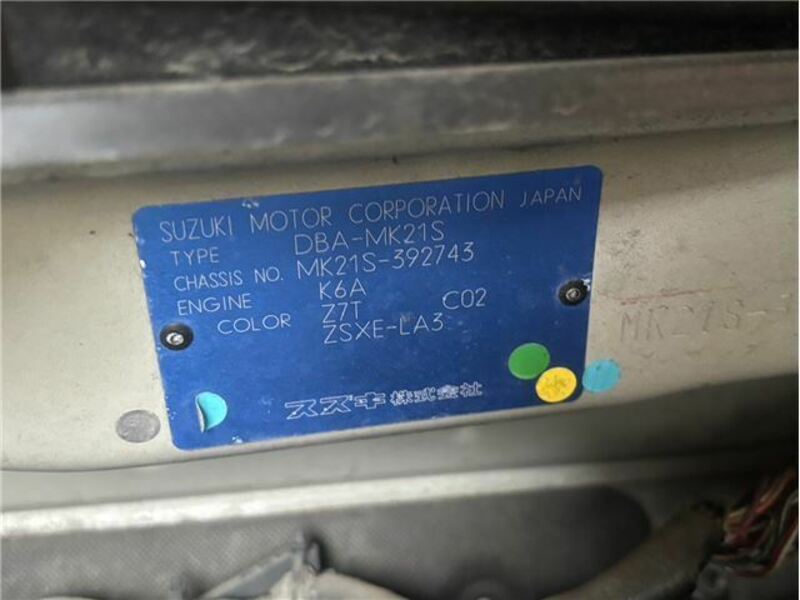 SUZUKI MOTOR CORPORATION JAPAN
TYPE DBA-MK21S
CHASSIS NO. MK21S-392743
ENGINE K6A
COLOR Z7T C02
ZSXE-LA3
スズキ株式会社